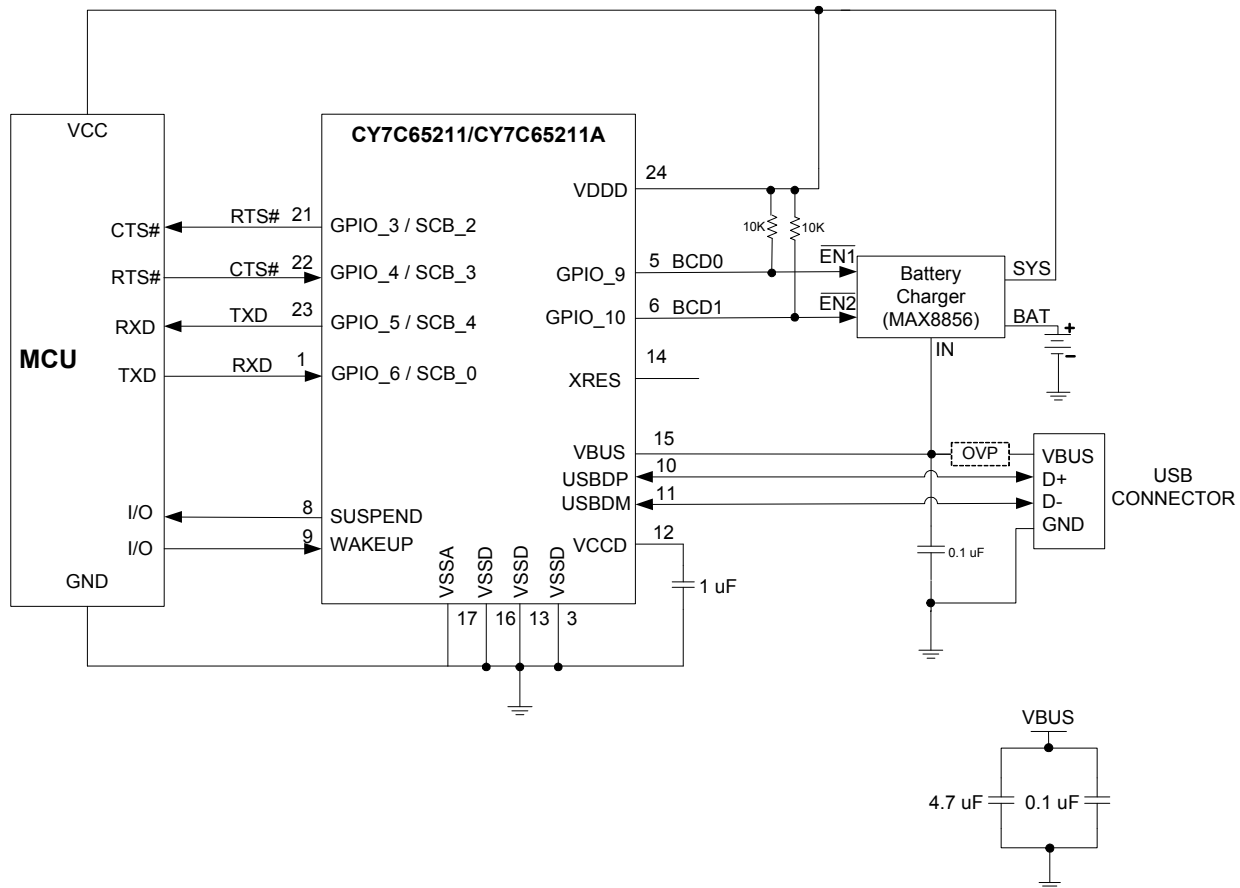 VCC
CY7C65211/CY7C65211A
VDDD
24
CTS#
RTS# 21
GPIO_3 / SCB_2
10K
10K
RTS#
CTS# 22
GPIO_4 / SCB_3
GPIO_9
5 BCD0
EN1
Battery
Charger
(MAX8856)
SYS
RXD
TXD 23
GPIO_5 / SCB_4
GPIO_10
6 BCD1
EN2
BAT
+
-
MCU
TXD
RXD 1
GPIO_6 / SCB_0
XRES
14
IN
VBUS
15
OVP
VBUS
USBDP
10
D+
USB
CONNECTOR
USBDM
11
D-
GND
I/O
8
SUSPEND
I/O
9
WAKEUP
VCCD
12
0.1 uF
GND
VSSA
VSSD
VSSD
VSSD
1 uF
17
16
13
3
VBUS
4.7 uF
0.1 uF